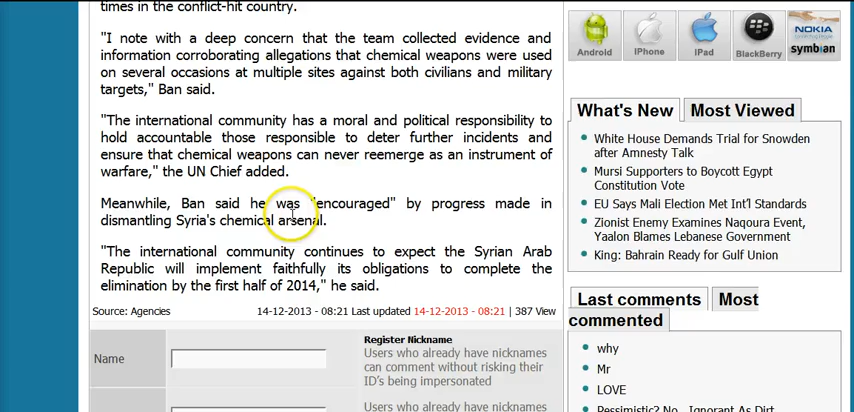 times in the conflict-hit country.
"I note with a deep concern that the team collected evidence and
information corroborating allegations that chemical weapons were used
on several occasions at multiple sites against both civilians and military
targets," Ban said.
"The international community has a moral and political responsibility to
hold accountable those responsible to deter further incidents and
ensure that chemical weapons can never reemerge as an instrument of
warfare," the UN Chief added.
Meanwhile, Ban said he was "encouraged" by progress made in
dismantling Syria's chemical arsenal.
"The international community continues to expect the Syrian Arab
Republic will implement faithfully its obligations to complete the
elimination by the first half of 2014," he said.
Source: Agencies 14-12-2013 - 08:21 Last updated 14-12-2013 - 08:21 | 387 View
Name
Register Nickname
Users who already have nicknames
can comment without risking their
ID's being impersonated
Users who already have nicknames
Android
IPhone
IPad
BlackBerry
NOKIA
symbian
What's New
Most Viewed
White House Demands Trial for Snowden
after Amnesty Talk
Mursi Supporters to Boycott Egypt
Constitution Vote
EU Says Mali Election Met Int'l Standards
Zionist Enemy Examines Naqoura Event,
Yaalon Blames Lebanese Government
King: Bahrain Ready for Gulf Union
Last comments
Most
commented
why
Mr
LOVE
Pessimistic? No.. Ignorant As Dirt